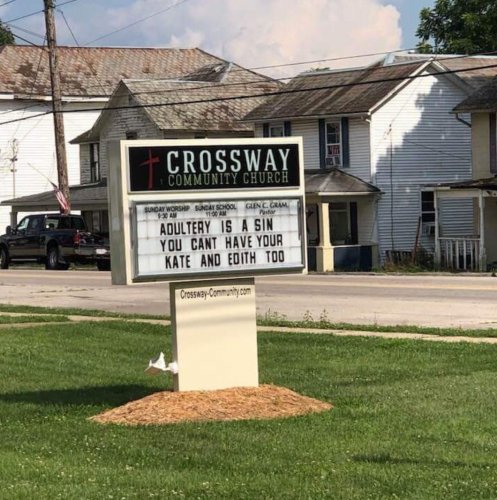 CROSSWAY
COMMUNITY CHURCH
SUNDAY WORSHIP SUNDAY SCHOOL GLEN C. GRAM,
9:30 AM 11:00 AM Pastor
ADULTERY IS A SIN
YOU CANT HAVE YOUR
KATE AND EDITH TOO
Crossway-Community.com